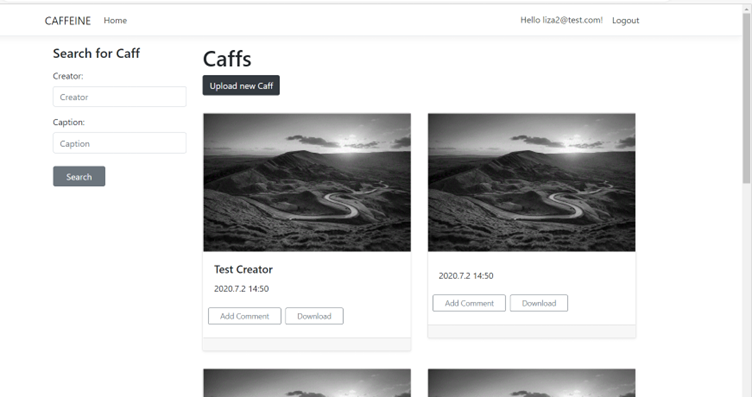 CAFFEINE Home Hello liza2@test.com! Logout
Search for Caff
Creator:
Creator
Caption:
Caption
Search
Caffs
Upload new Caff
Test Creator
2020.7.2 14:50
Add Comment Download
2020.7.2 14:50
Add Comment Download